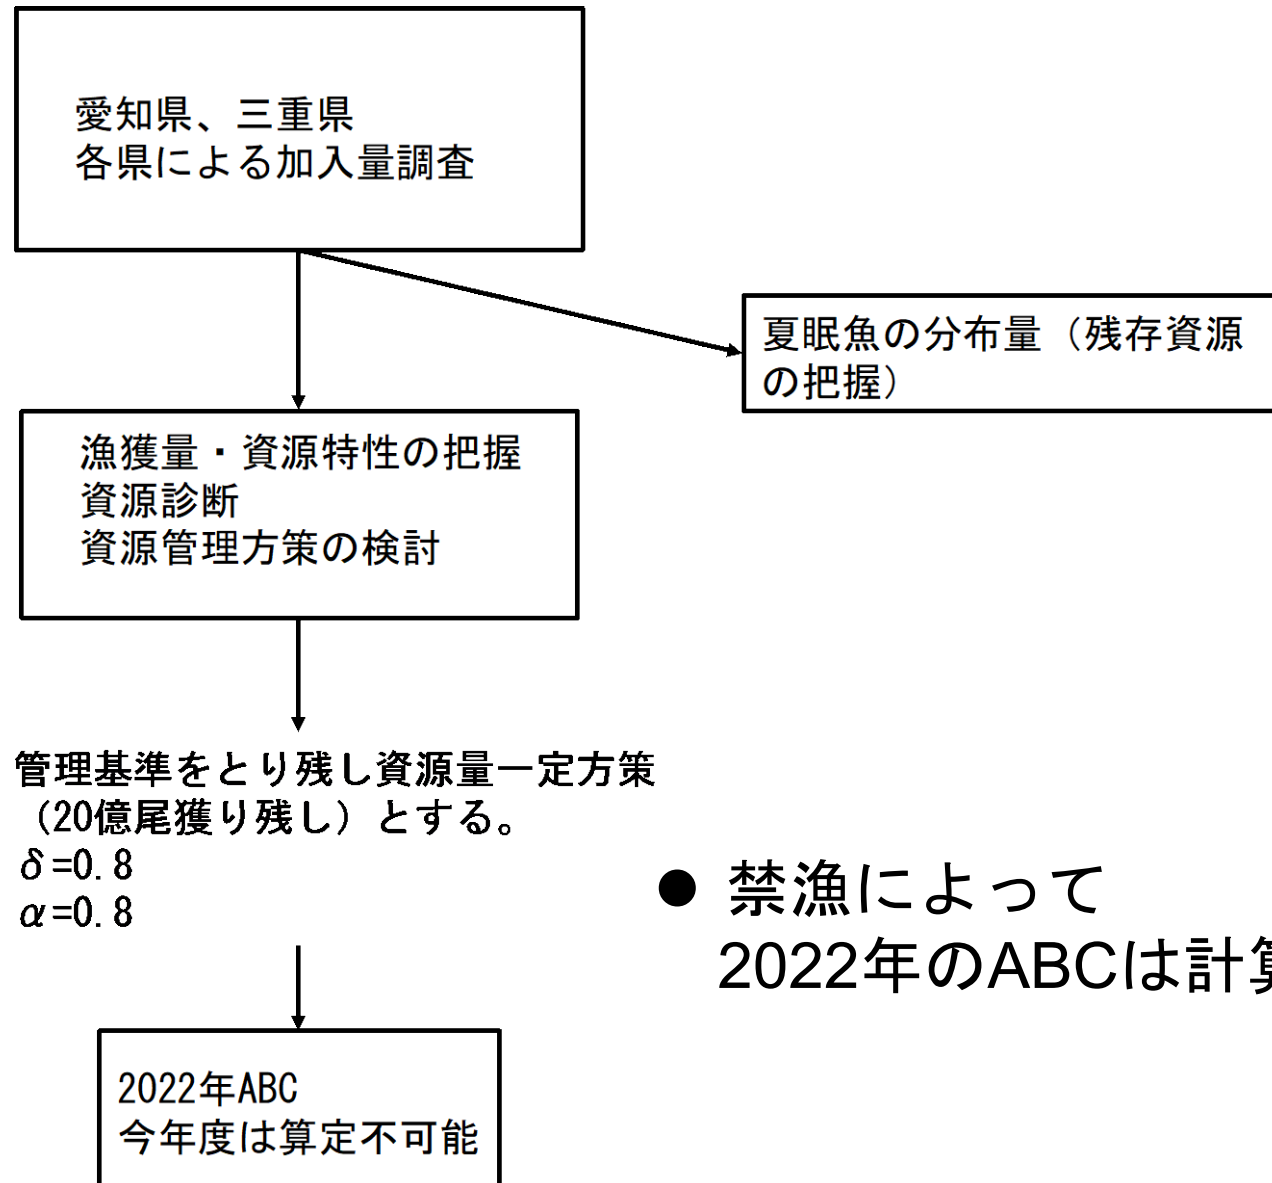 愛知県、三重県
各県による加入量調査
夏眠魚の分布量（残存資源
の把握）
漁獲量・資源特性の把握
資源診断
資源管理方策の検討
管理基準をとり残し資源量一定方策
（20億尾獲り残し）とする。
δ=0.8
α=0.8
● 禁漁によって
2022年のABCは計算
2022年ABC
今年度は算定不可能